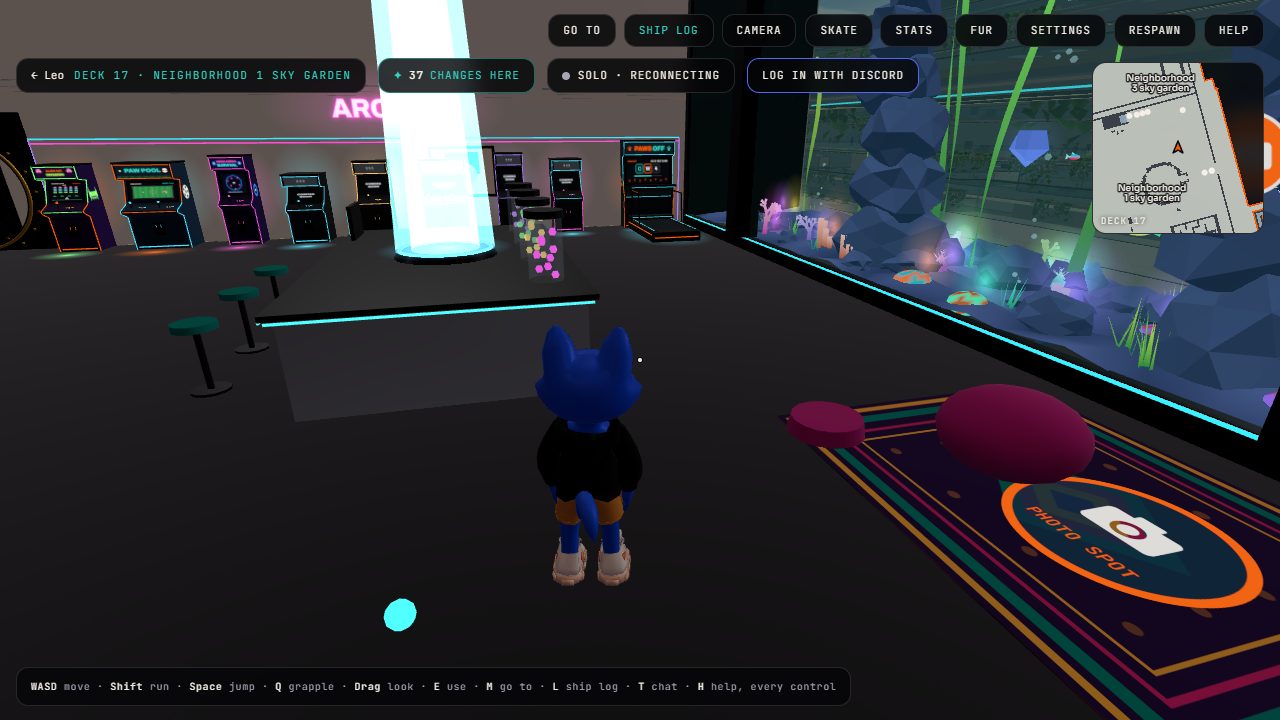 GO TO
SHIP LOG
CAMERA
SKATE
STATS
FUR
SETTINGS
RESPAWN
HELP
← Leo DECK 17 · NEIGHBORHOOD 1 SKY GARDEN
✦ 37 CHANGES HERE
SOLO · RECONNECTING
LOG IN WITH DISCORD
Neighborhood
3 sky garden
Neighborhood
1 sky garden
DECK 17
ARC
PAW POOL
PAWS OFF
PHOTO SPOT
WASD move · Shift run · Space jump · Q grapple · Drag look · E use · M go to · L ship log · T chat · H help, every control